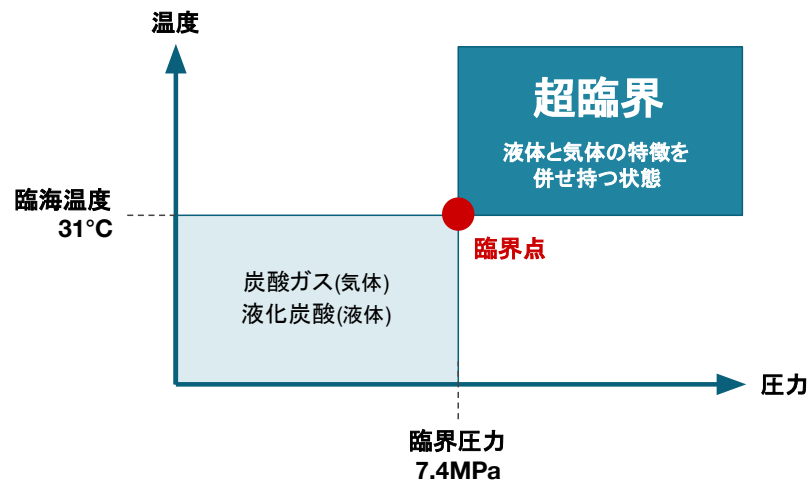 温度
超臨界
液体と気体の特徴を
併せ持つ状態
臨海温度
31°C
臨界点
炭酸ガス(気体)
液化炭酸(液体)
圧力
臨界圧力
7.4MPa